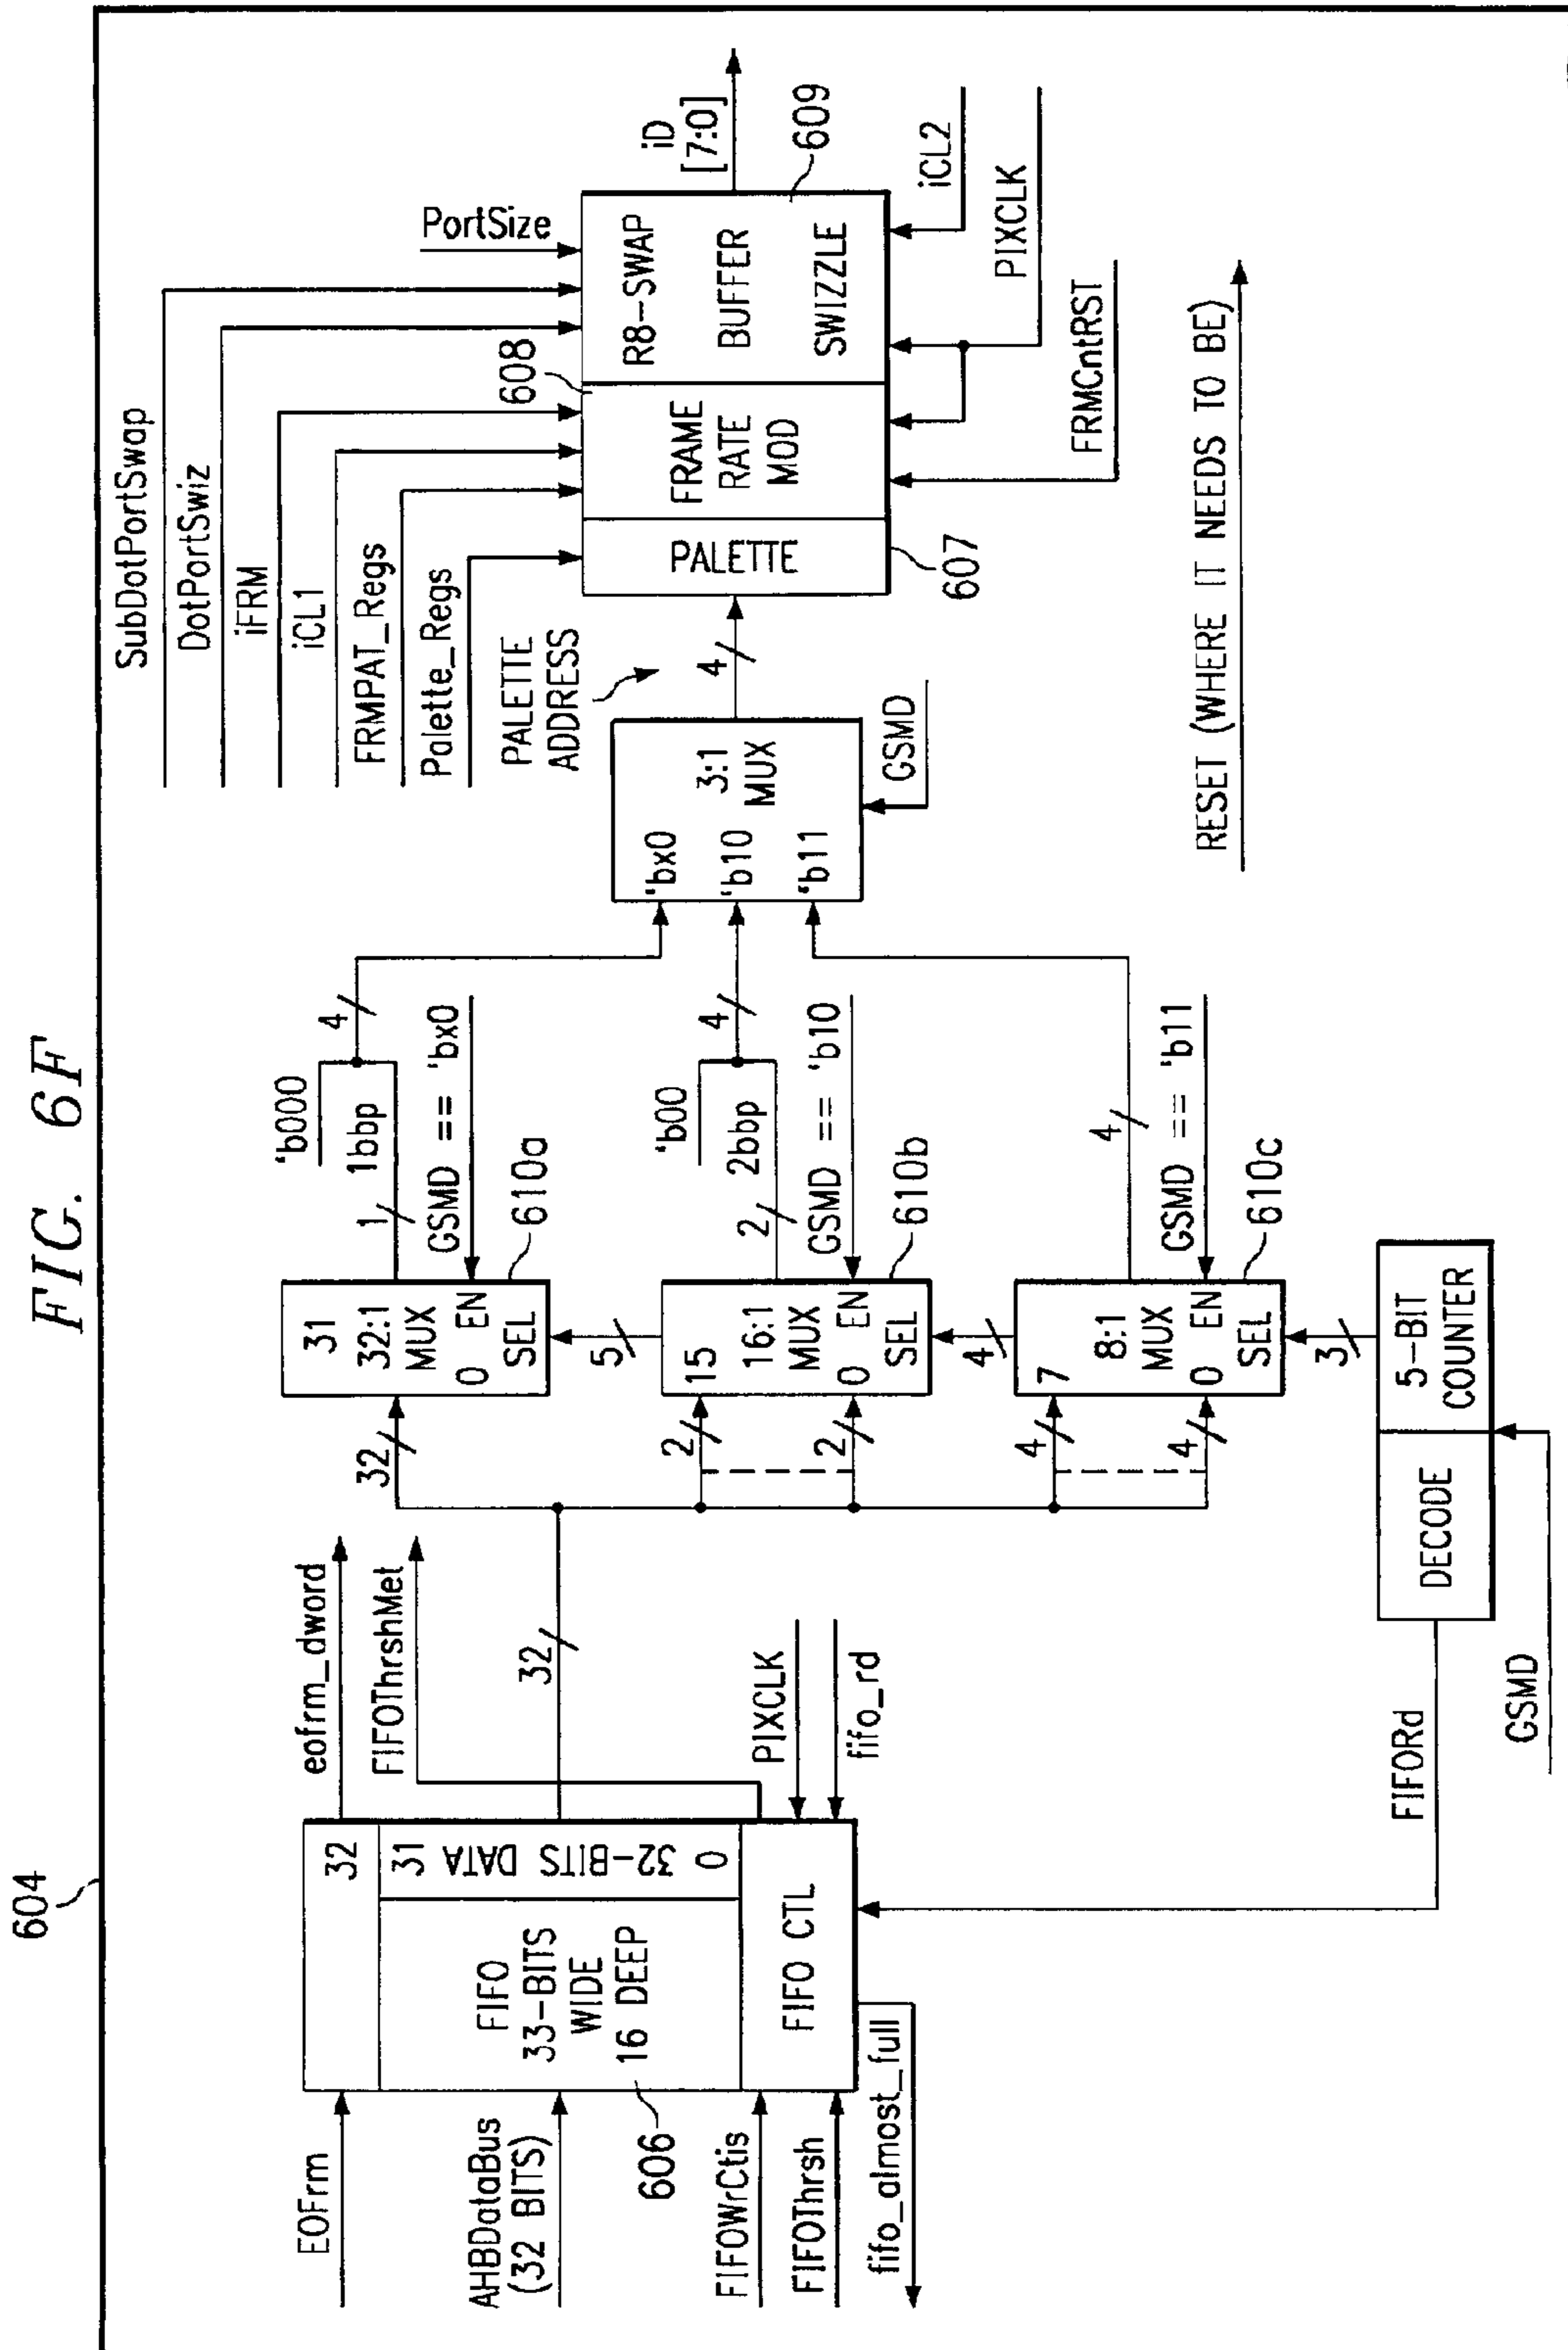 FIG. 6F
604
EOFrm
AHBDataBus
(32 BITS)
606
FIFOWrCtis
FIFOThrsh
fifo_almost_full
32
FIFO
33-BITS
WIDE
16 DEEP
31
32-BITS DATA
0
FIFO CTL
eofrm_dword
FIFOThrshMet
32
PIXCLK
fifo_rd
FIFORd
GSMD
DECODE
5-BIT
COUNTER
32
31
32:1
MUX
0 EN
SEL
610a
1
1bbp
'b000
4
GSMD == 'bx0
5
2
2
15
16:1
MUX
0 EN
SEL
610b
2
2bbp
'b00
4
GSMD == 'b10
4
4
4
7
8:1
MUX
0 EN
SEL
610c
4
GSMD == 'b11
3
'bx0
'b10
'b11
3:1
MUX
GSMD
PALETTE
ADDRESS
4
SubDotPortSwap
DotPortSwiz
iFRM
iCL1
FRMPAT_Regs
Palette_Regs
PortSize
PALETTE
607
FRAME
RATE
MOD
608
R8-SWAP
BUFFER
SWIZZLE
609
iD
[7:0]
iCL2
PIXCLK
FRMCntRST
RESET (WHERE IT NEEDS TO BE)